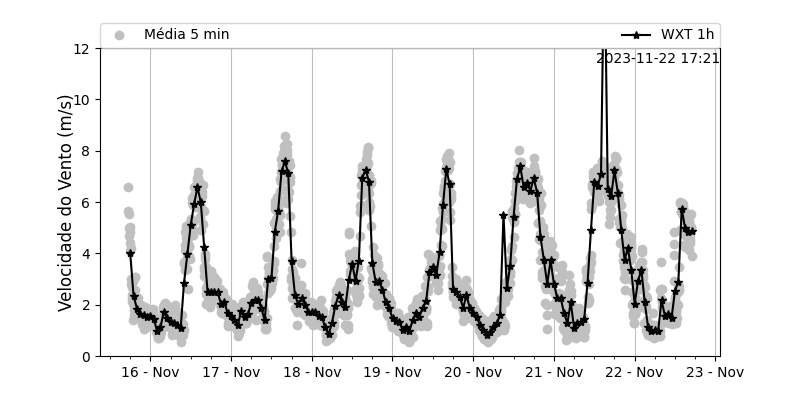 Média 5 min
WXT 1h
2023-11-22 17:21
Velocidade do Vento (m/s)
12
10
8
6
4
2
0
16 - Nov
17 - Nov
18 - Nov
19 - Nov
20 - Nov
21 - Nov
22 - Nov
23 - Nov